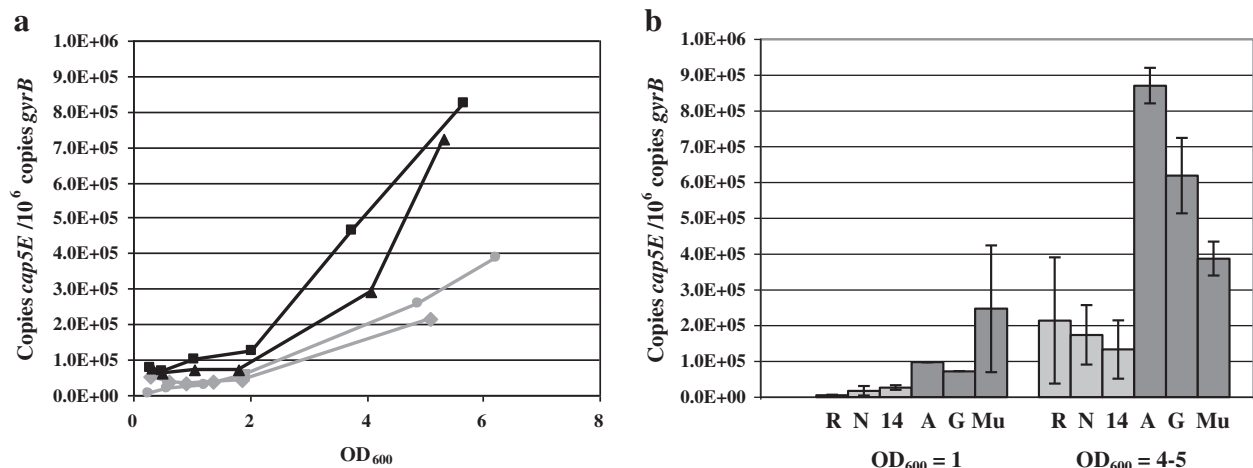 a
Copies cap5E /10⁶ copies gyrB
1.0E+06
9.0E+05
8.0E+05
7.0E+05
6.0E+05
5.0E+05
4.0E+05
3.0E+05
2.0E+05
1.0E+05
0.0E+00
0 2 4 6 8
OD₆₀₀
b
Copies cap5E /10⁶ copies gyrB
1.0E+06
9.0E+05
8.0E+05
7.0E+05
6.0E+05
5.0E+05
4.0E+05
3.0E+05
2.0E+05
1.0E+05
0.0E+00
R N 14 A G Mu R N 14 A G Mu
OD₆₀₀ = 1 OD₆₀₀ = 4-5